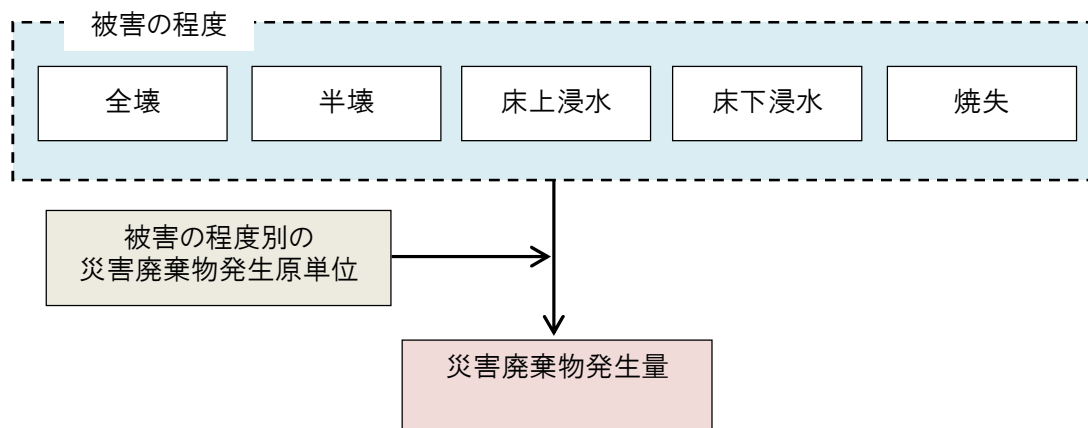 被害の程度
全壊
半壊
床上浸水
床下浸水
焼失
被害の程度別の
災害廃棄物発生原単位
災害廃棄物発生量